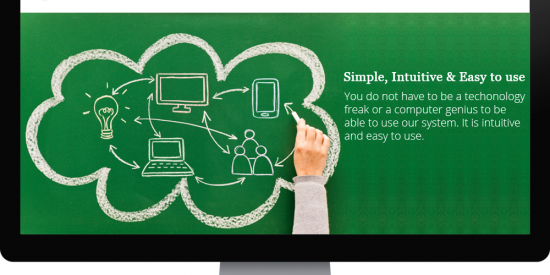 Simple, Intuitive & Easy to use
You do not have to be a techonology
freak or a computer genius to be
able to use our system. It is intuitive
and easy to use.